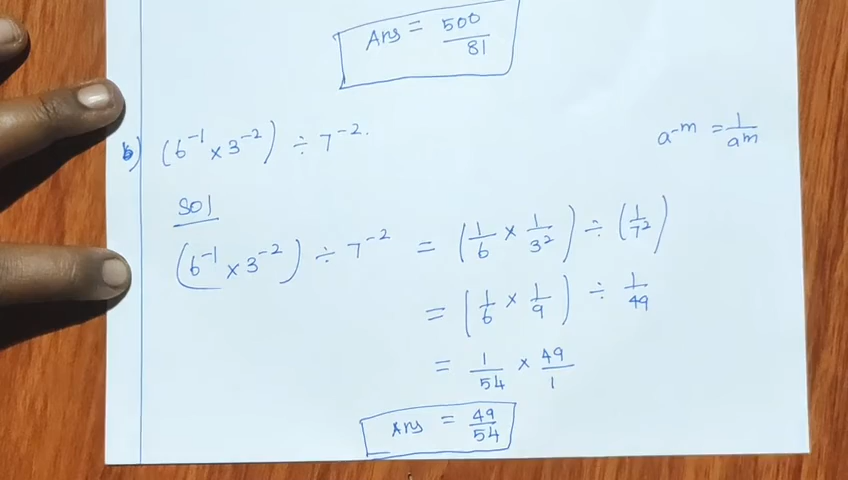 Ans = 500/81
b) (6⁻¹ × 3⁻²) ÷ 7⁻².
a⁻ᵐ = 1/aᵐ
Sol
(6⁻¹ × 3⁻²) ÷ 7⁻² = (1/6 × 1/3²) ÷ (1/7²)
= (1/6 × 1/9) ÷ 1/49
= 1/54 × 49/1
Ans = 49/54